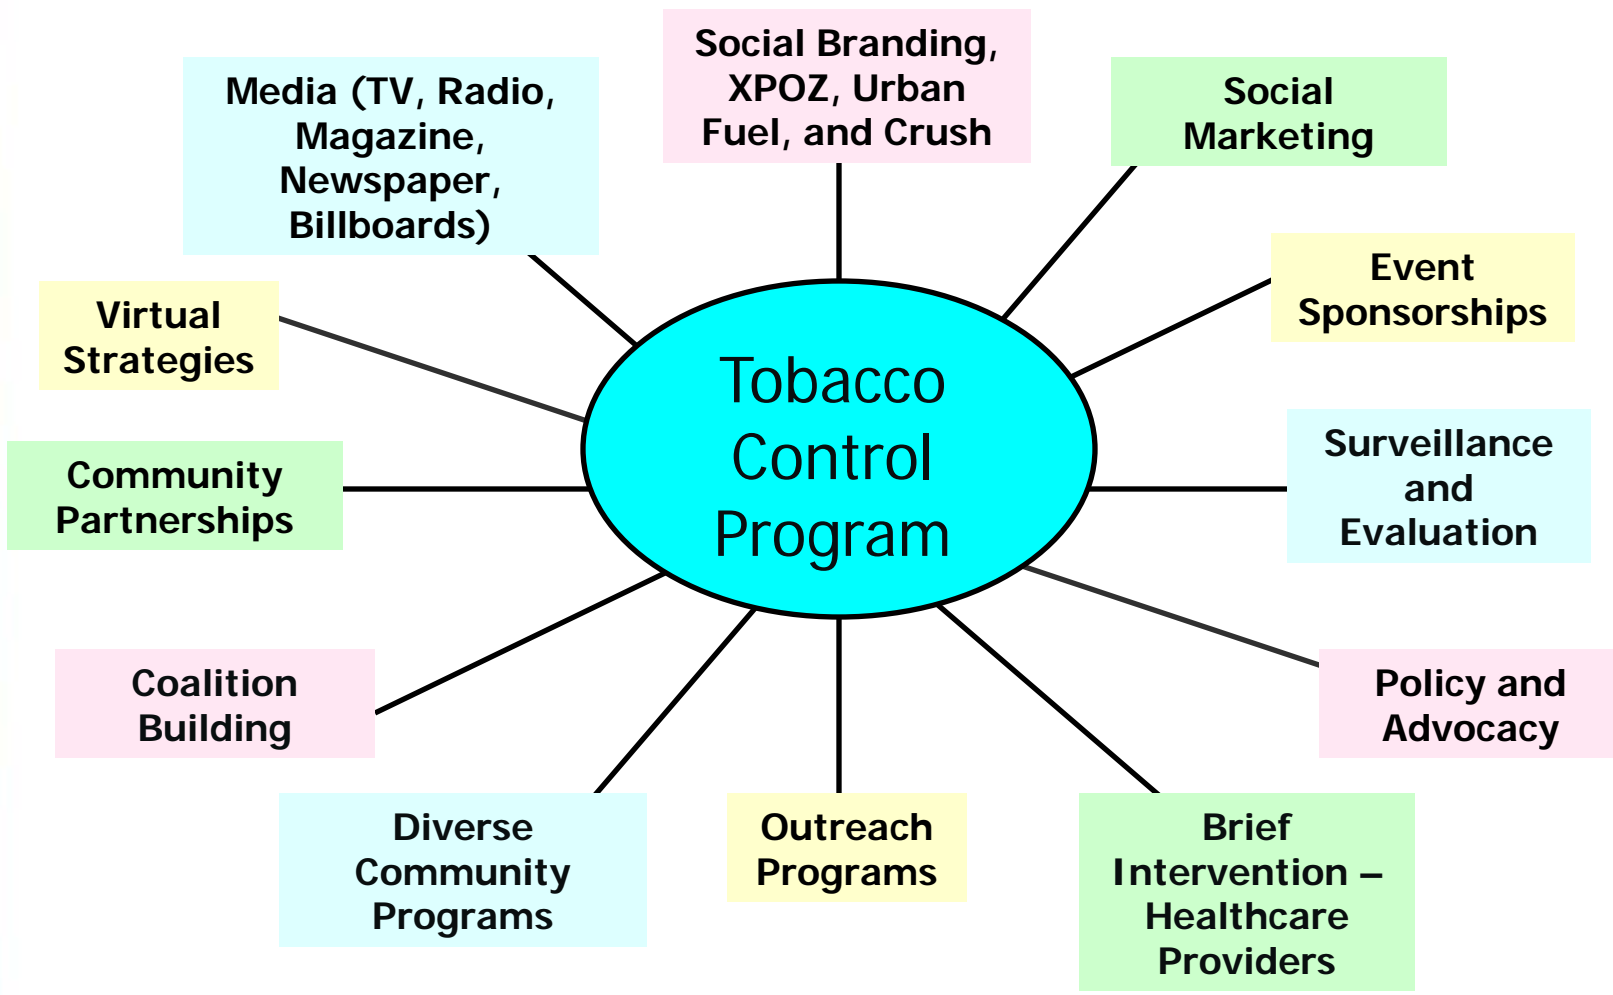 Social Branding,
XPOZ, Urban
Fuel, and Crush
Media (TV, Radio,
Magazine,
Newspaper,
Billboards)
Social
Marketing
Event
Sponsorships
Virtual
Strategies
Tobacco
Control
Program
Surveillance
and
Evaluation
Community
Partnerships
Coalition
Building
Policy and
Advocacy
Diverse
Community
Programs
Outreach
Programs
Brief
Intervention –
Healthcare
Providers